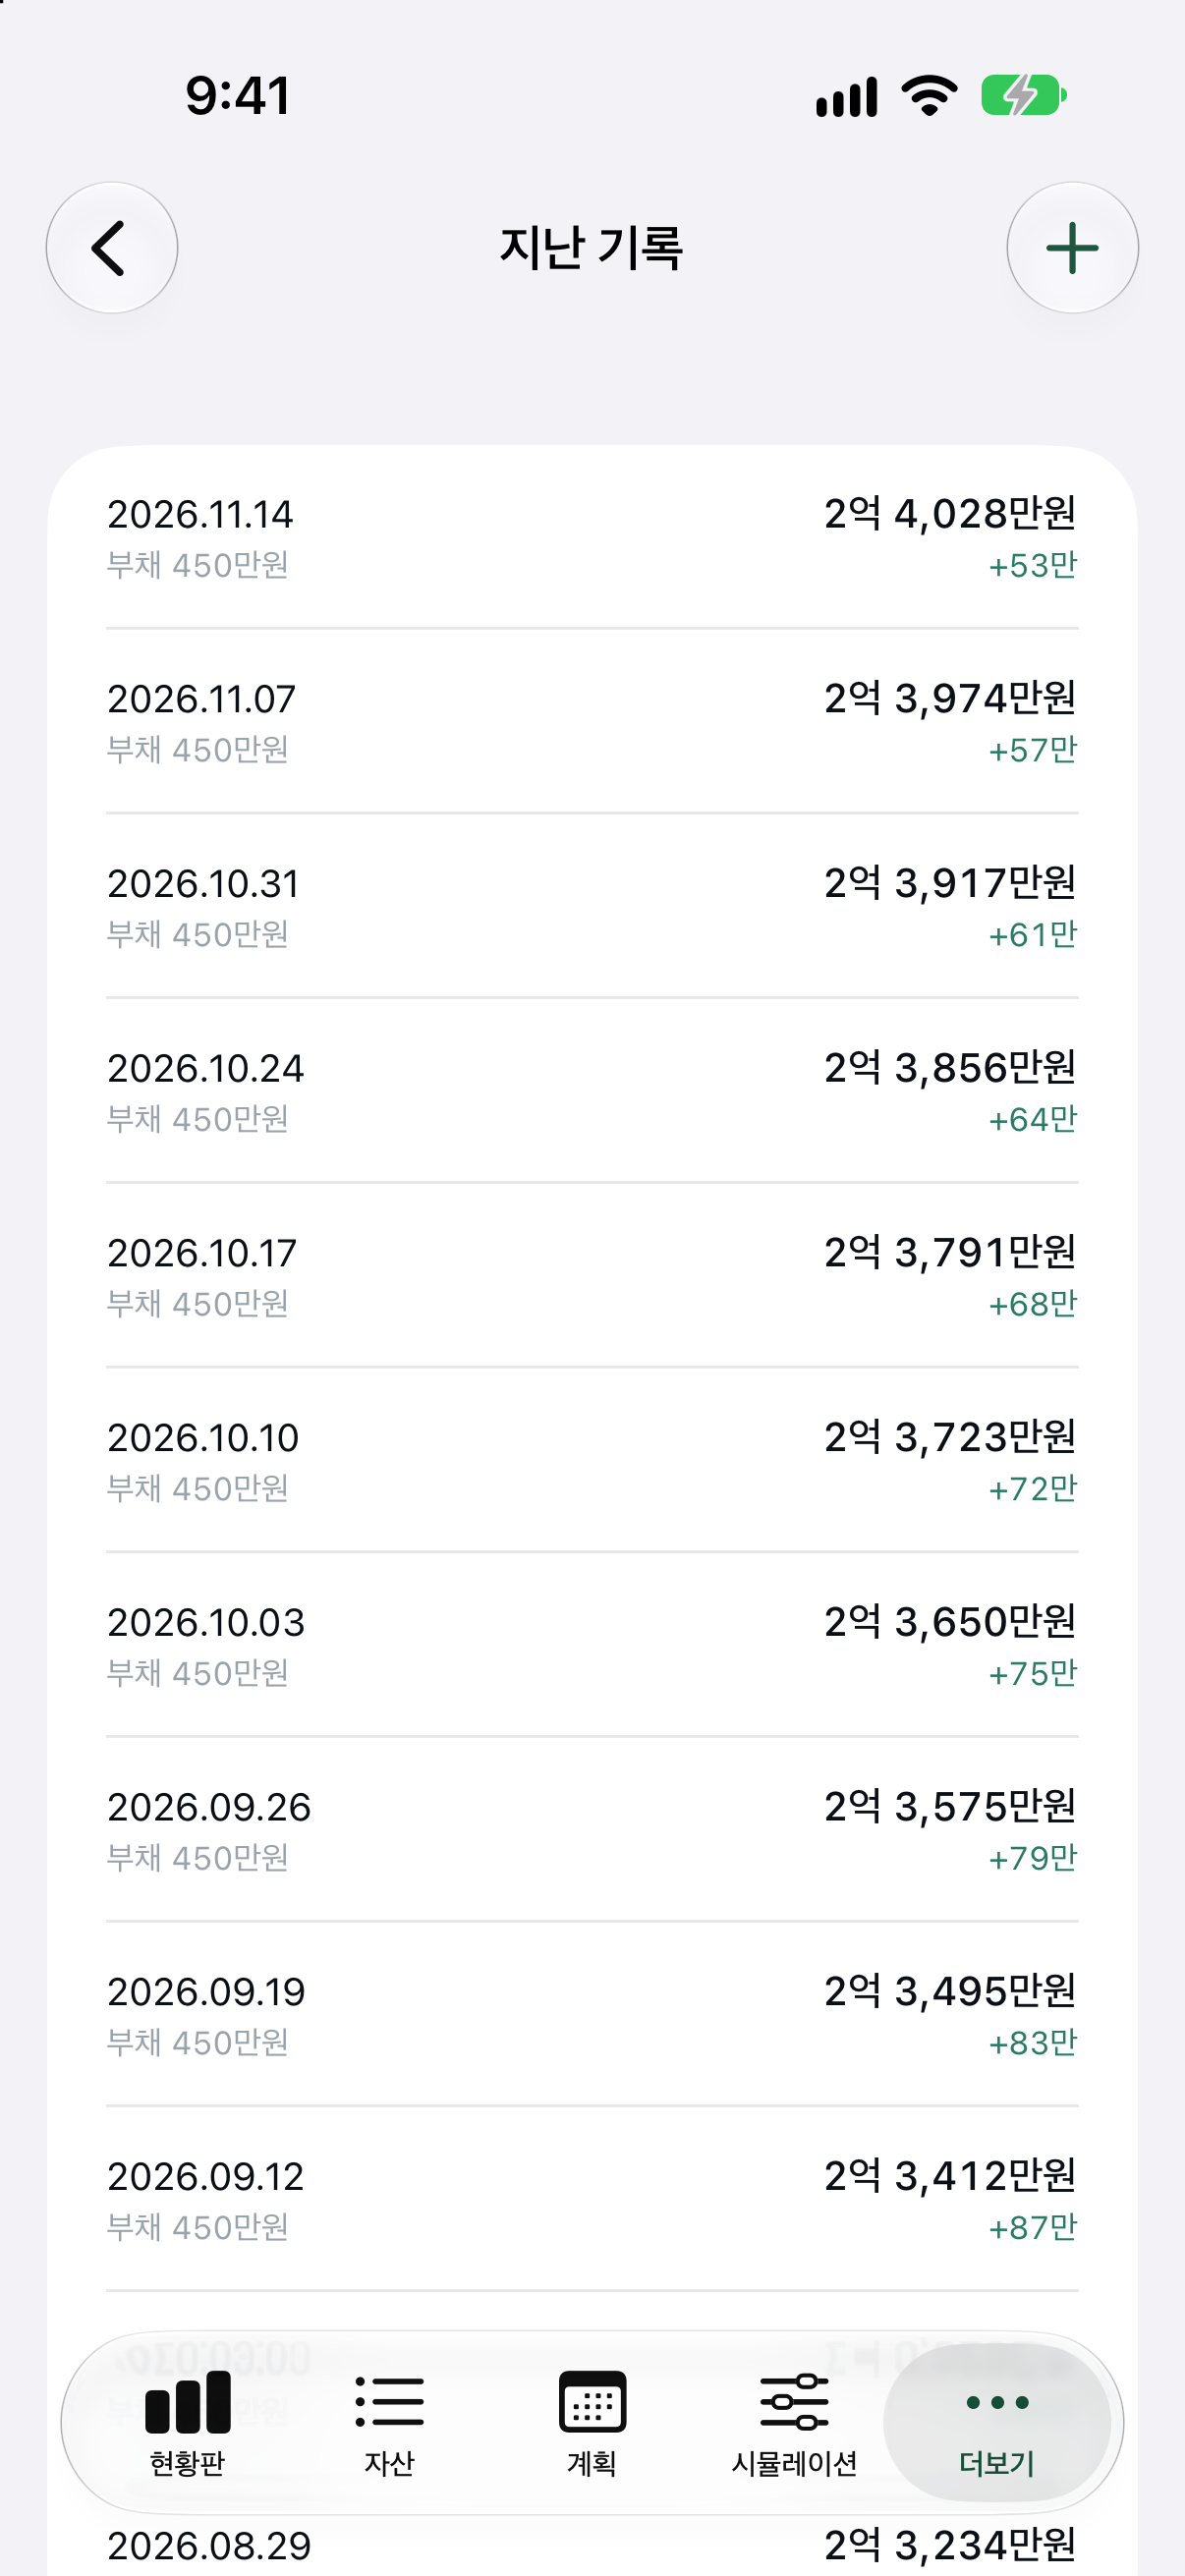 9:41
지난 기록
2026.11.14 2억 4,028만원
부채 450만원 +53만
2026.11.07 2억 3,974만원
부채 450만원 +57만
2026.10.31 2억 3,917만원
부채 450만원 +61만
2026.10.24 2억 3,856만원
부채 450만원 +64만
2026.10.17 2억 3,791만원
부채 450만원 +68만
2026.10.10 2억 3,723만원
부채 450만원 +72만
2026.10.03 2억 3,650만원
부채 450만원 +75만
2026.09.26 2억 3,575만원
부채 450만원 +79만
2026.09.19 2억 3,495만원
부채 450만원 +83만
2026.09.12 2억 3,412만원
부채 450만원 +87만
현황판 자산 계획 시뮬레이션 더보기
2026.08.29 2억 3,234만원